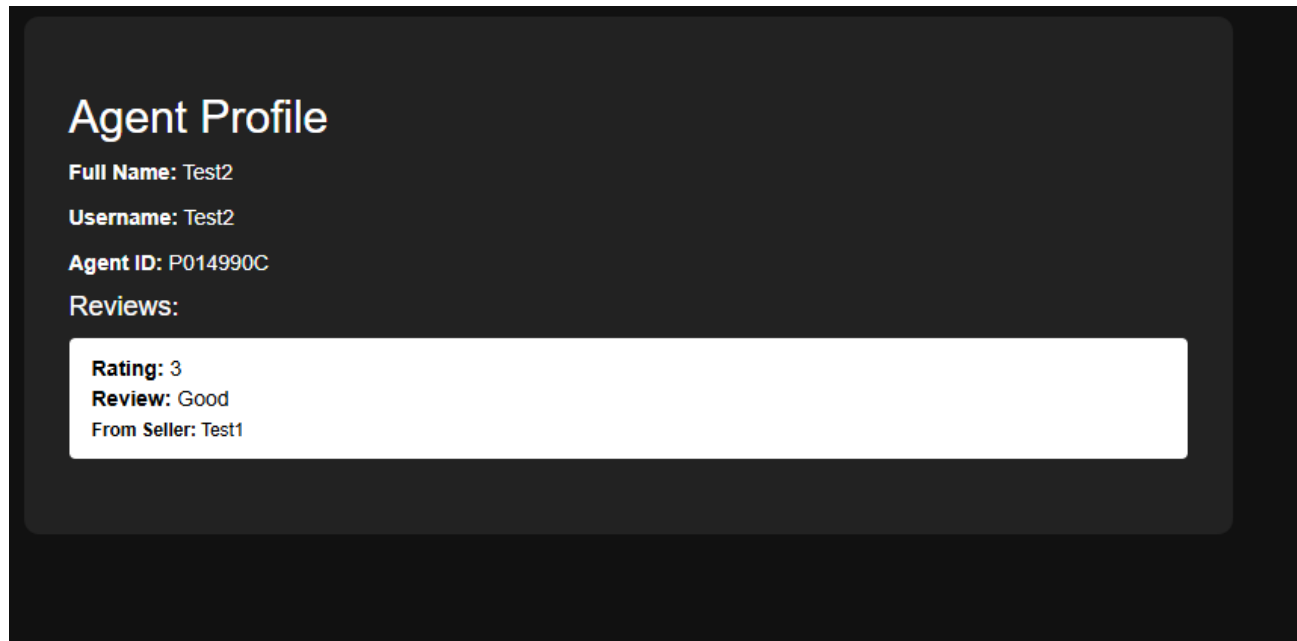 Agent Profile
Full Name: Test2
Username: Test2
Agent ID: P014990C
Reviews:
Rating: 3
Review: Good
From Seller: Test1